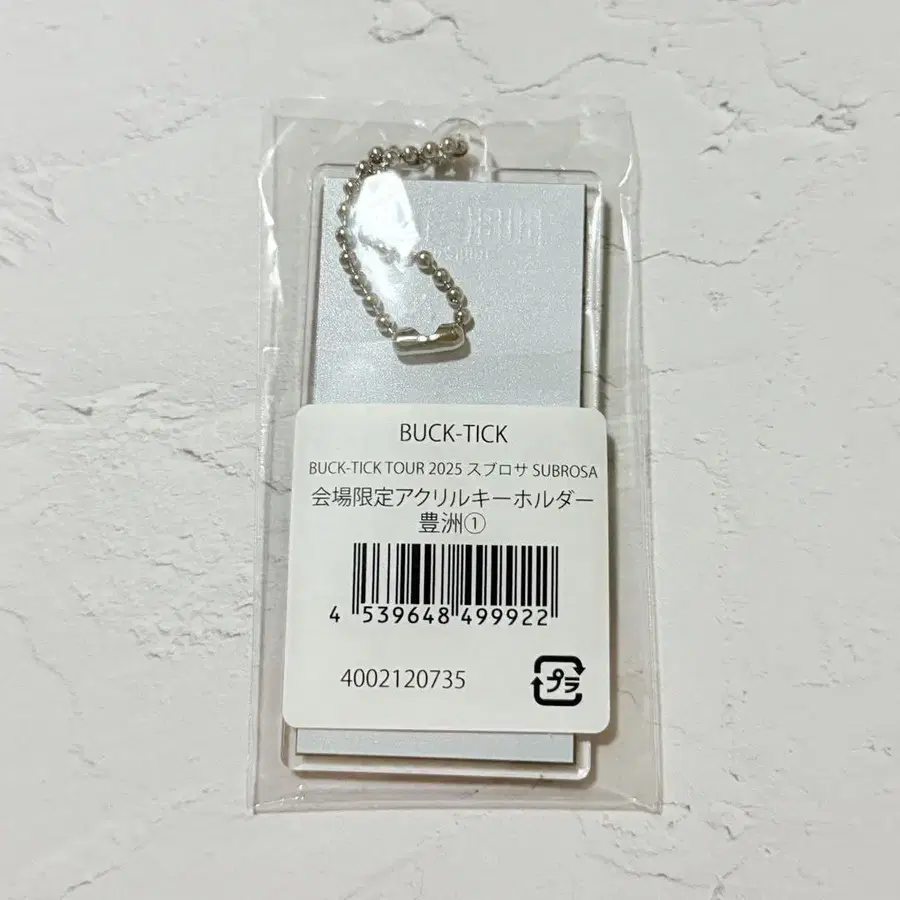 BUCK-TICK
BUCK-TICK TOUR 2025 スブロサ SUBROSA
会場限定アクリルキーホルダー
豊洲①
4 539648 499922
4002120735
プラ